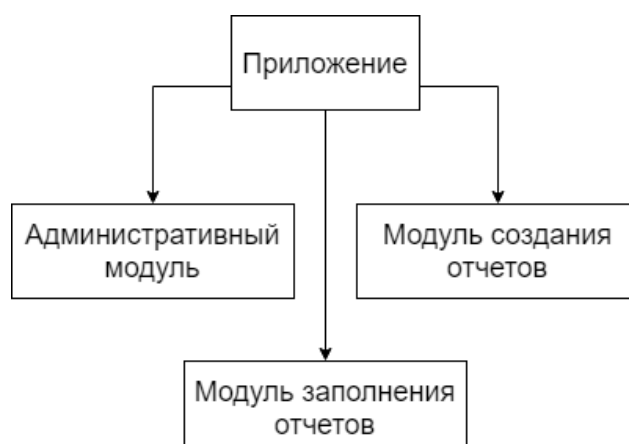 Приложение
Административный
модуль
Модуль создания
отчетов
Модуль заполнения
отчетов